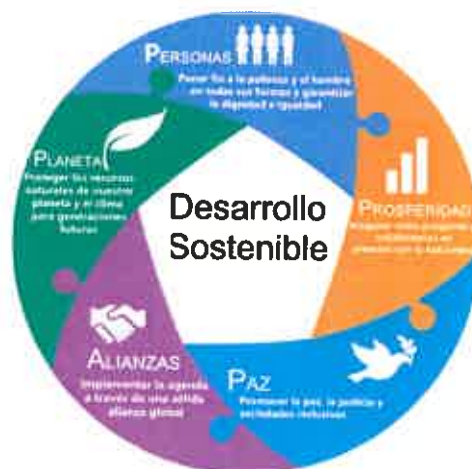 PERSONAS
Poner fin a la pobreza y el hambre
en todas sus formas y garantizar
la dignidad e igualdad
PLANETA
Proteger los recursos
naturales de nuestro
planeta y el clima
para generaciones
futuras
Desarrollo
Sostenible
PROSPERIDAD
ALIANZAS
Implementar la agenda
a través de una sólida
alianza global
PAZ
Promover la paz, la justicia y
sociedades inclusivas